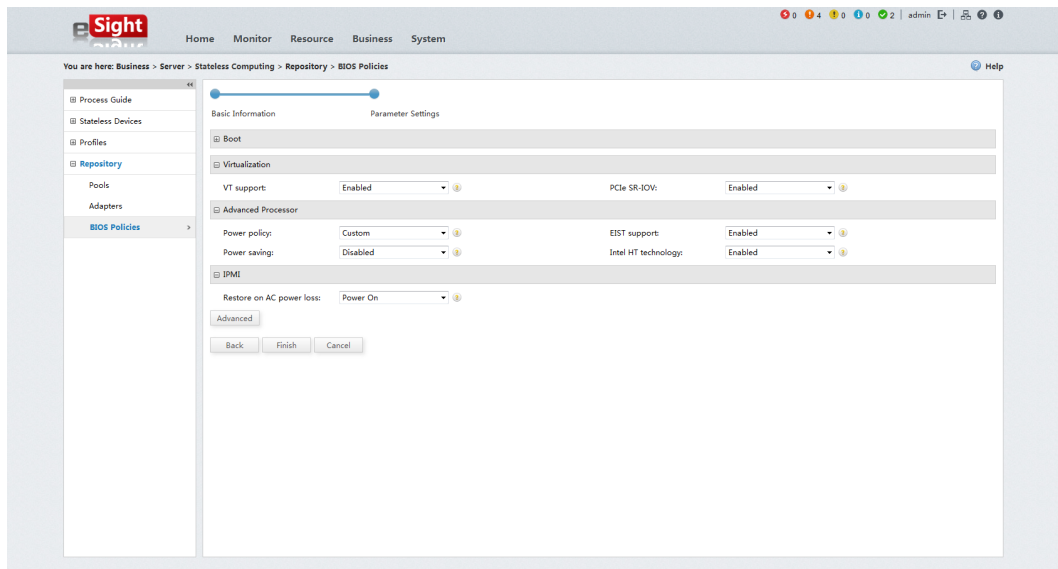 eSight
0 4 0 0 2 admin
Home Monitor Resource Business System
You are here: Business > Server > Stateless Computing > Repository > BIOS Policies
Help
Process Guide
Stateless Devices
Profiles
Repository
Pools
Adapters
BIOS Policies
Basic Information Parameter Settings
Boot
Virtualization
VT support: Enabled PCIe SR-IOV: Enabled
Advanced Processor
Power policy: Custom EIST support: Enabled
Power saving: Disabled Intel HT technology: Enabled
IPMI
Restore on AC power loss: Power On
Advanced
Back Finish Cancel